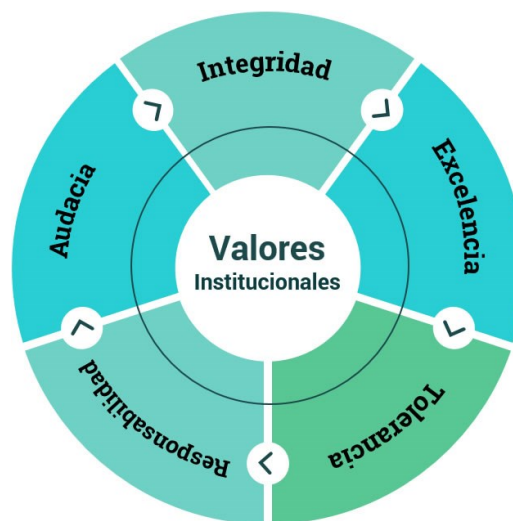 Integridad
Excelencia
Tolerancia
Responsabilidad
Audacia
Valores
Institucionales